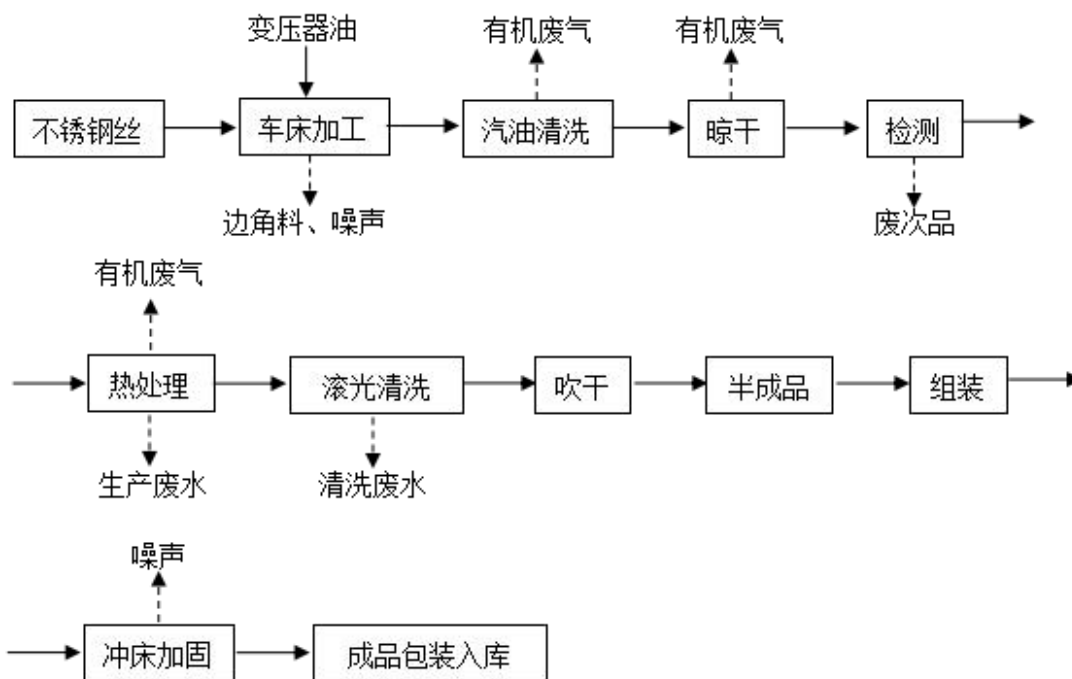 变压器油 有机废气 有机废气
不锈钢丝 车床加工 汽油清洗 晾干 检测
边角料、噪声 废次品
有机废气
热处理 滚光清洗 吹干 半成品 组装
生产废水 清洗废水
噪声
冲床加固 成品包装入库